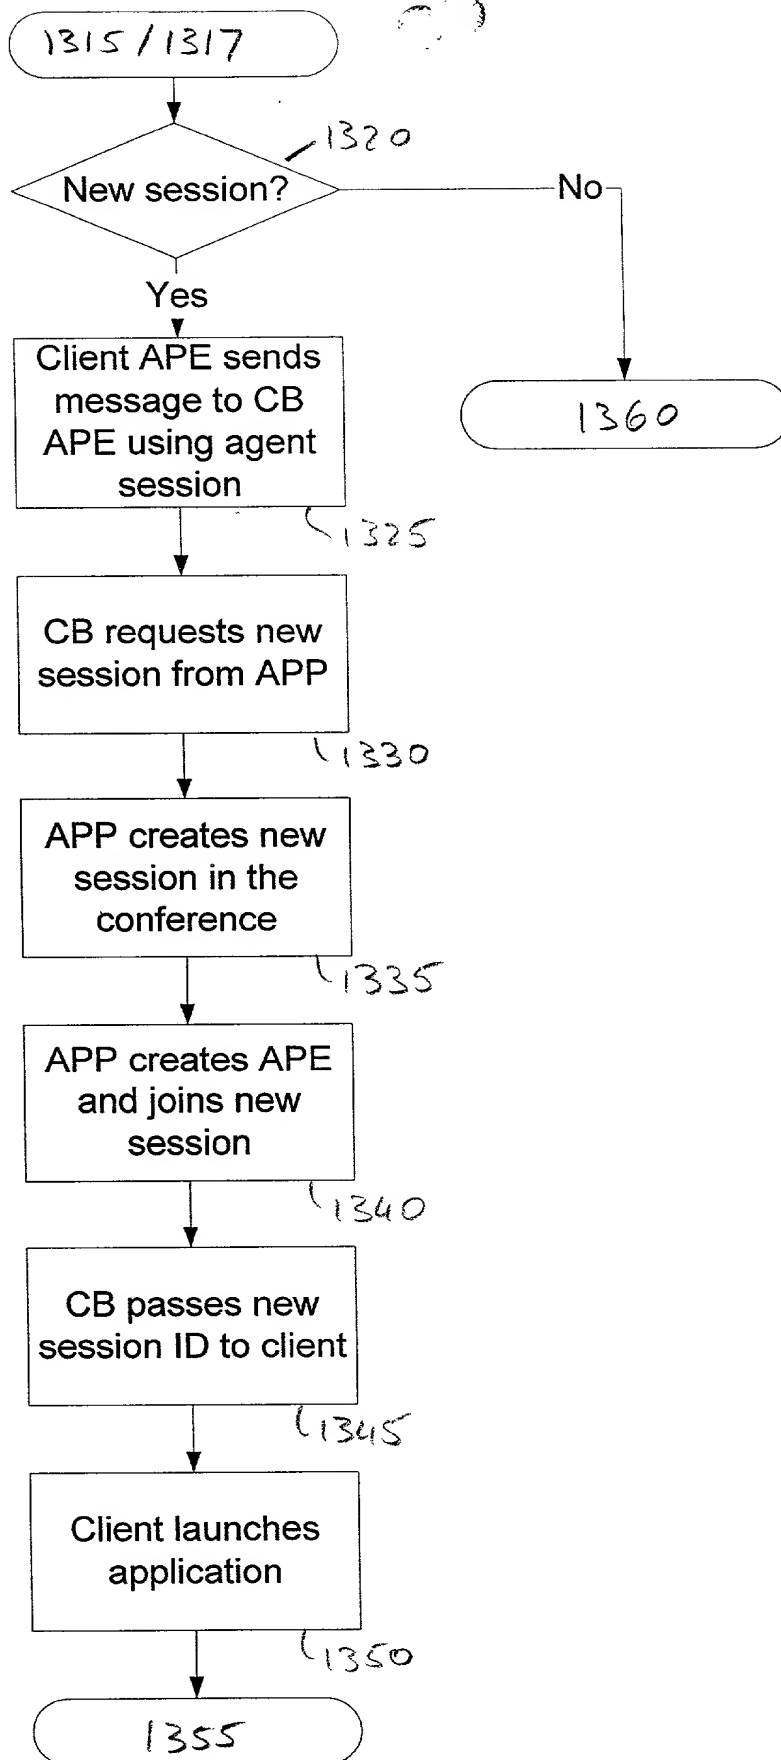 1315/1317
1320
New session?
No
Yes
Client APE sends
message to CB
APE using agent
session
1360
1325
CB requests new
session from APP
1330
APP creates new
session in the
conference
1335
APP creates APE
and joins new
session
1340
CB passes new
session ID to client
1345
Client launches
application
1350
1355